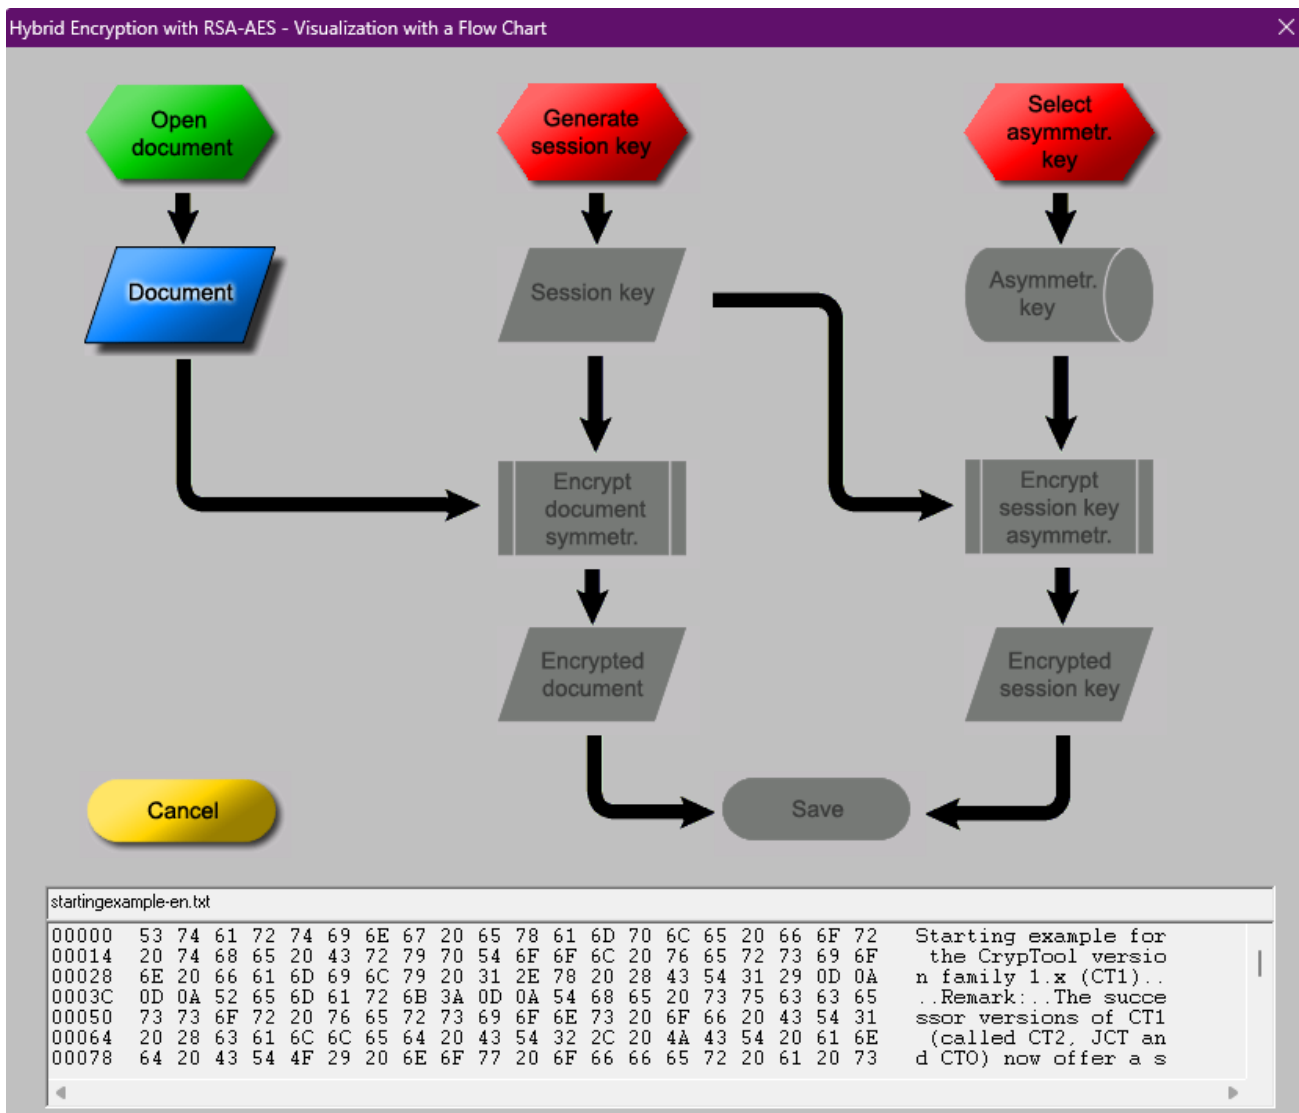 Hybrid Encryption with RSA-AES - Visualization with a Flow Chart
Open
document
Generate
session key
Select
asymmetr.
key
Document
Session key
Asymmetr.
key
Encrypt
document
symmetr.
Encrypt
session key
asymmetr.
Encrypted
document
Encrypted
session key
Cancel
Save
startingexample-en.txt
00000 53 74 61 72 74 69 6E 67 20 65 78 61 6D 70 6C 65 20 66 6F 72 Starting example for
00014 20 74 68 65 20 43 72 79 70 54 6F 6F 6C 20 76 65 72 73 69 6F the CrypTool versio
00028 6E 20 66 61 6D 69 6C 79 20 31 2E 78 20 28 43 54 31 29 0D 0A n family 1.x (CT1)..
0003C 0D 0A 52 65 6D 61 72 6B 3A 0D 0A 54 68 65 20 73 75 63 63 65 ..Remark:..The succe
00050 73 73 6F 72 20 76 65 72 73 69 6F 6E 73 20 6F 66 20 43 54 31 ssor versions of CT1
00064 20 28 63 61 6C 6C 65 64 20 43 54 32 2C 20 4A 43 54 20 61 6E (called CT2, JCT an
00078 64 20 43 54 4F 29 20 6E 6F 77 20 6F 66 66 65 72 20 61 20 73 d CTO) now offer a s